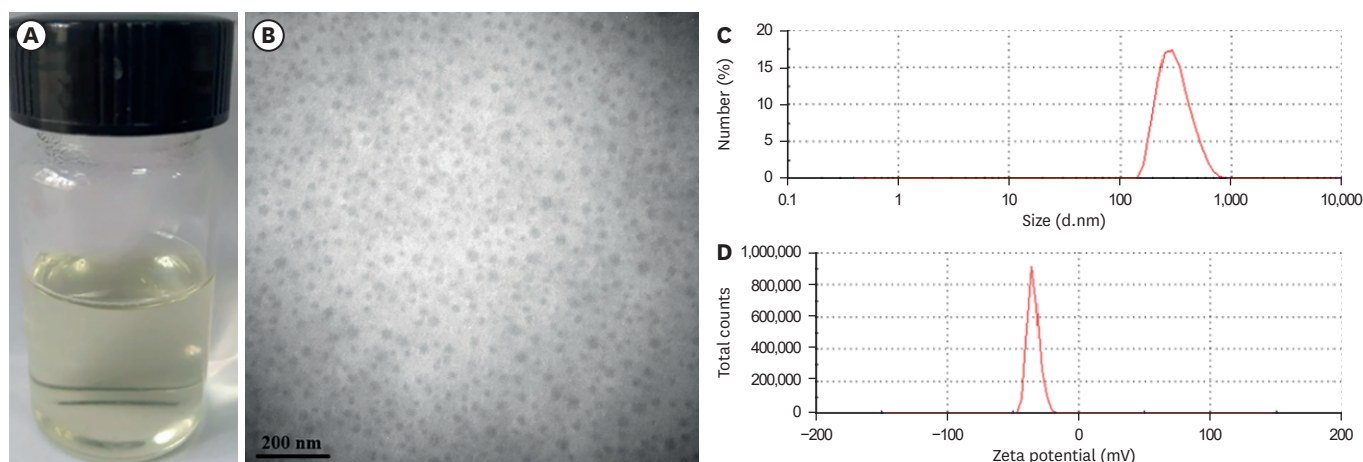 A
B
200 nm
C
Number (%)
20
15
10
5
0
0.1 1 10 100 1,000 10,000
Size (d.nm)
D
Total counts
1,000,000
800,000
600,000
400,000
200,000
0
−200 −100 0 100 200
Zeta potential (mV)